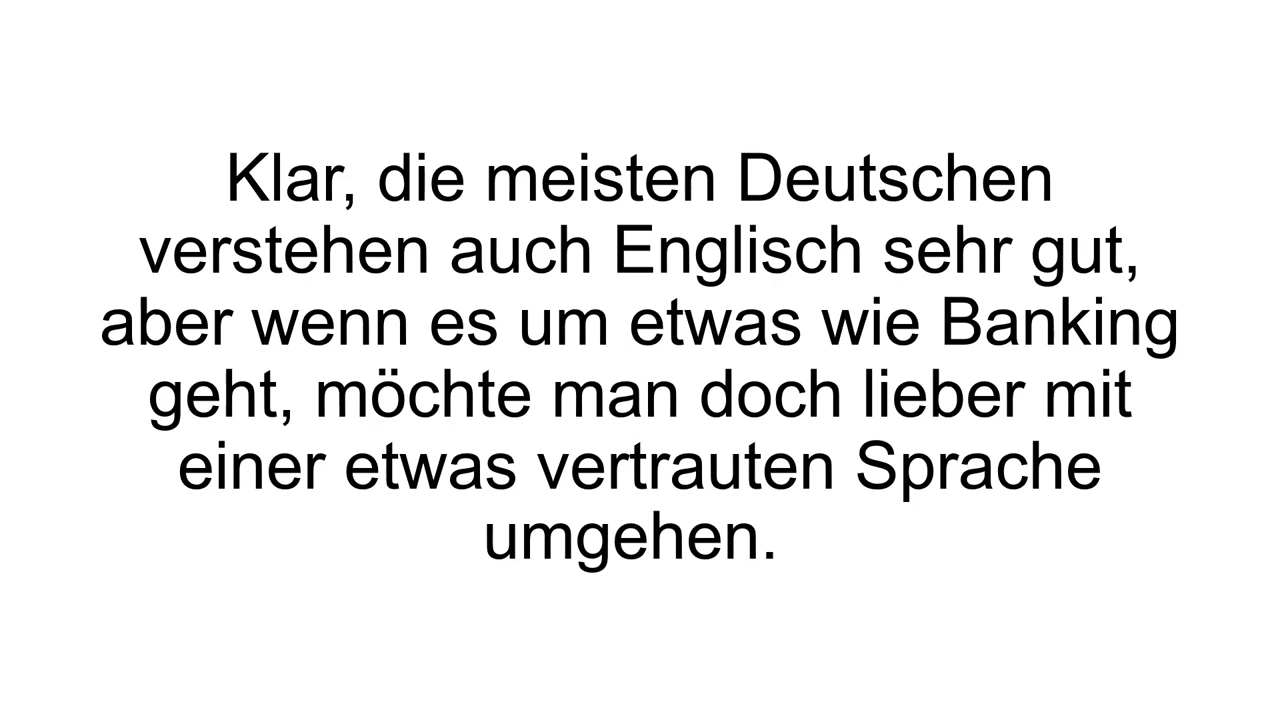 Klar, die meisten Deutschen
verstehen auch Englisch sehr gut,
aber wenn es um etwas wie Banking
geht, möchte man doch lieber mit
einer etwas vertrauten Sprache
umgehen.